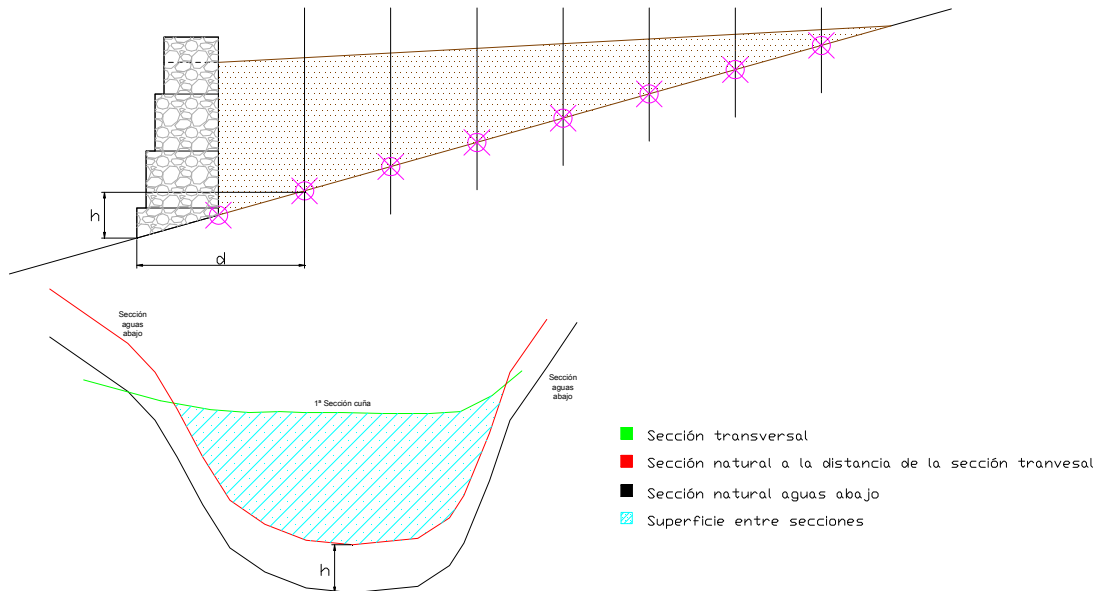 h
d
Sección
aguas
abajo
1ª Sección cuña
Sección
aguas
abajo
h
Sección transversal
Sección natural a la distancia de la sección tranvesal
Sección natural aguas abajo
Superficie entre secciones